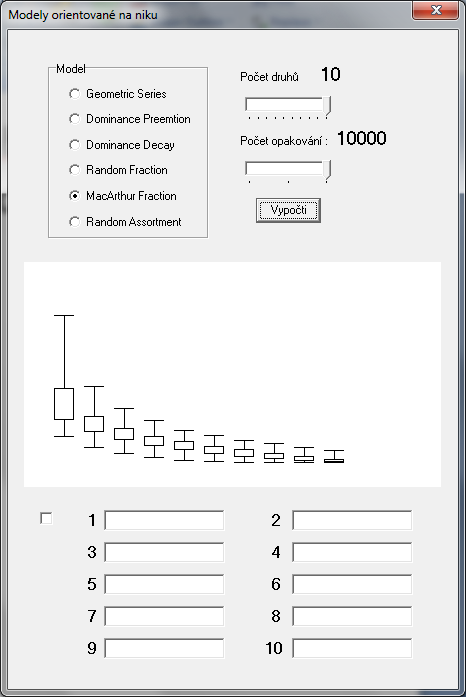 Modely orientované na niku
Model
Geometric Series
Dominance Preemtion
Dominance Decay
Random Fraction
MacArthur Fraction
Random Assortment
Počet druhů 10
Počet opakování : 10000
Vypočti
1 2
3 4
5 6
7 8
9 10